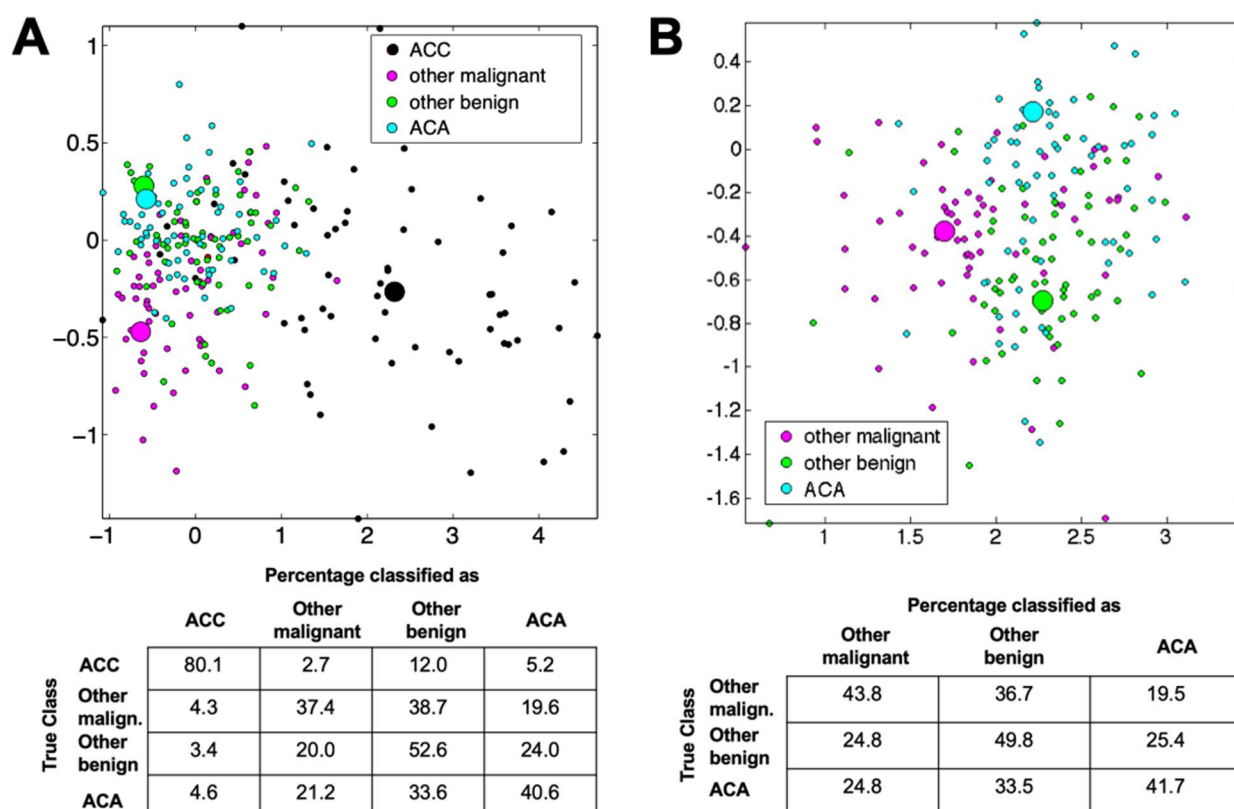 A
1
0.5
0
−0.5
−1
ACC
other malignant
other benign
ACA
−1 0 1 2 3 4
Percentage classified as
ACC Other malignant Other benign ACA
True Class
ACC 80.1 2.7 12.0 5.2
Other malign. 4.3 37.4 38.7 19.6
Other benign 3.4 20.0 52.6 24.0
ACA 4.6 21.2 33.6 40.6
B
0.4
0.2
0
-0.2
-0.4
-0.6
-0.8
-1
-1.2
-1.4
-1.6
other malignant
other benign
ACA
1 1.5 2 2.5 3
Percentage classified as
Other malignant Other benign ACA
True Class
Other malign. 43.8 36.7 19.5
Other benign 24.8 49.8 25.4
ACA 24.8 33.5 41.7